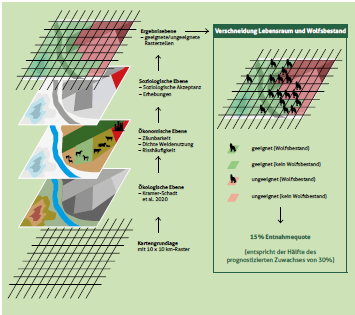 Ergebnisebene
– geeignete/ungeeignete
Rasterzellen
Soziologische Ebene
– Soziologische Akzeptanz
– Erhebungen
Ökonomische Ebene
– Zäunbarkeit
– Dichte Weidenutzung
– Risshäufigkeit
Ökologische Ebene
– Kramer-Schadt
et al. 2020
Kartengrundlage
mit 10 x 10 km-Raster
Verschneidung Lebensraum und Wolfsbestand
geeignet (Wolfsbestand)
geeignet (kein Wolfsbestand)
ungeeignet (Wolfsbestand)
ungeeignet (kein Wolfsbestand)
15 % Entnahmequote
(entspricht der Hälfte des
prognostizierten Zuwachses von 30%)